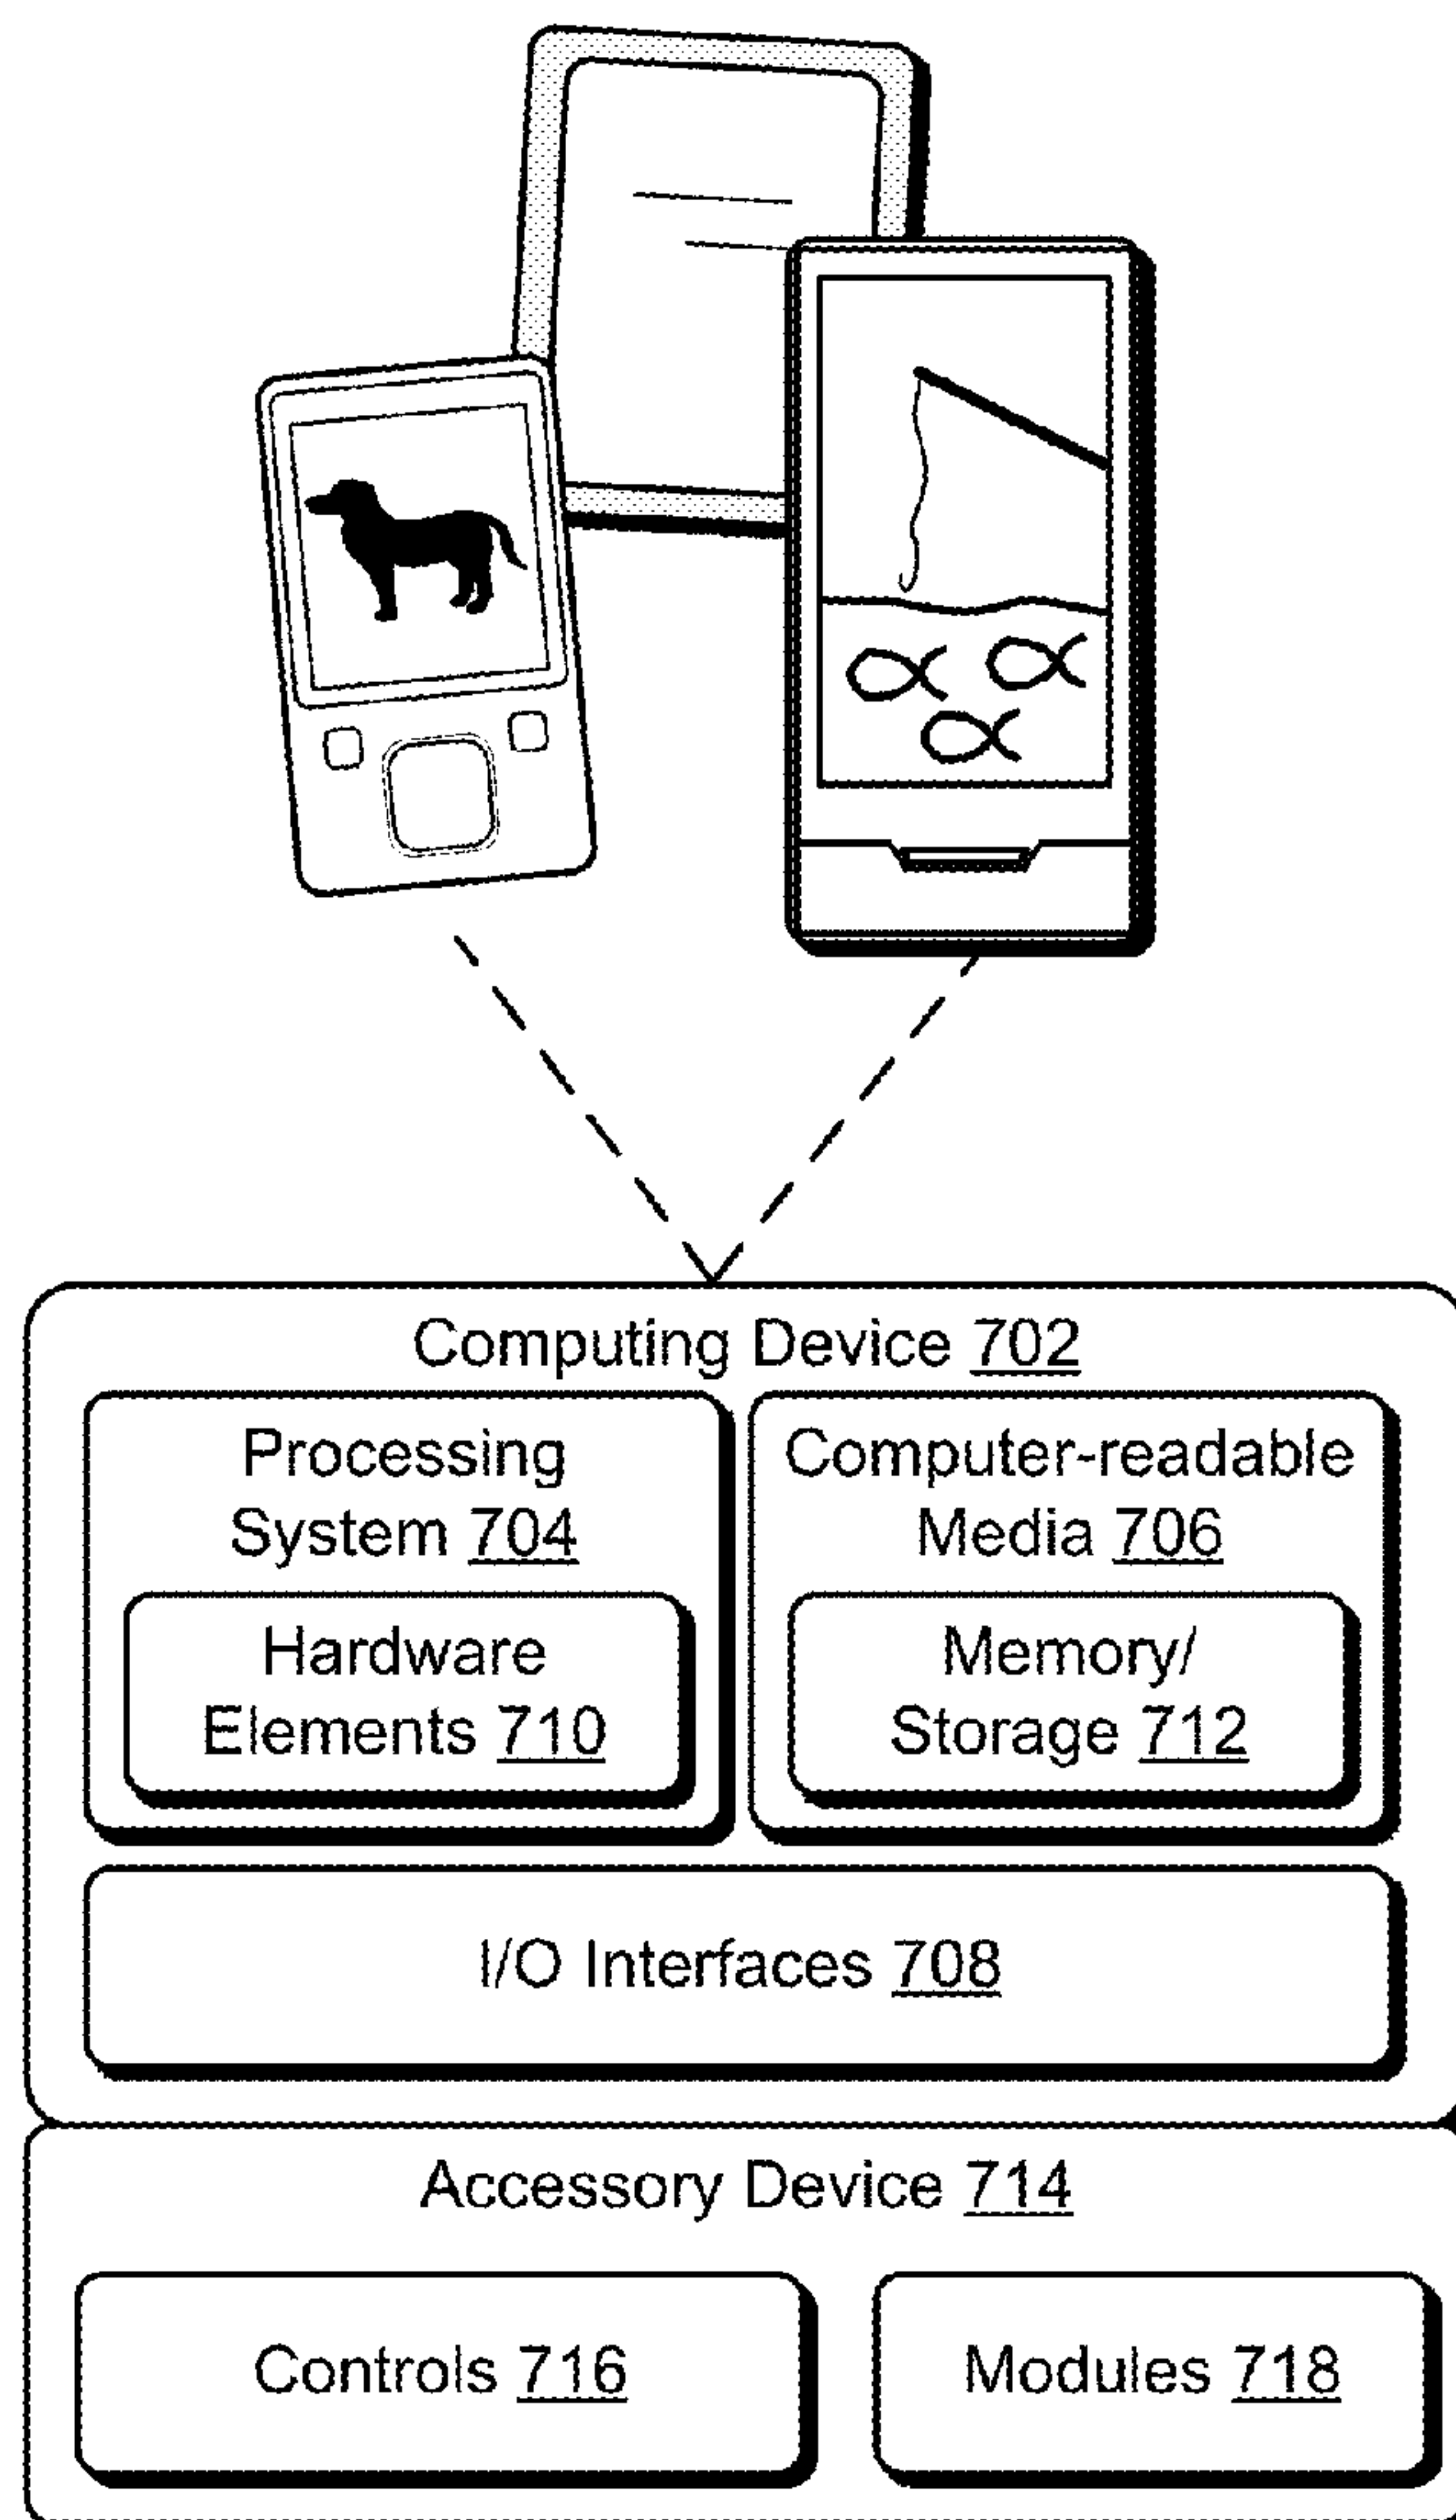 Computing Device 702
Processing
System 704
Hardware
Elements 710
Computer-readable
Media 706
Memory/
Storage 712
I/O Interfaces 708
Accessory Device 714
Controls 716
Modules 718